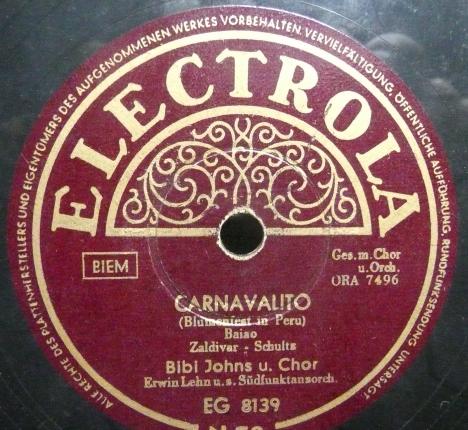 ALLE RECHTE DES PLATTENHERSTELLERS UND EIGENTÜMERS DES AUFGENOMMENEN WERKES VORBEHALTEN. VERVIELFÄLTIGUNG, ÖFFENTLICHE AUFFÜHRUNG, RUNDFUNKSENDUNG UNTERSAGT.
ELECTROLA
BIEM
Ges. m. Chor
u. Orch.
ORA 7496
CARNAVALITO
(Blumenfest in Peru)
Baiao
Zaldivar - Schultz
Bibi Johns u. Chor
Erwin Lehn u. s. Südfunktanzorch.
EG 8139